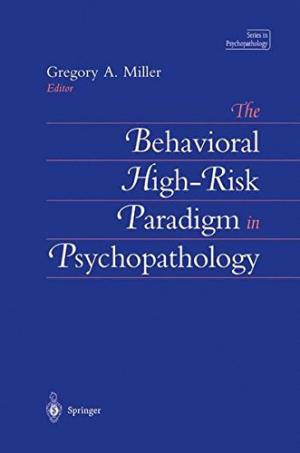 Series in
Psychopathology
Gregory A. Miller
Editor
The
Behavioral
High-Risk
Paradigm in
Psychopathology
Springer